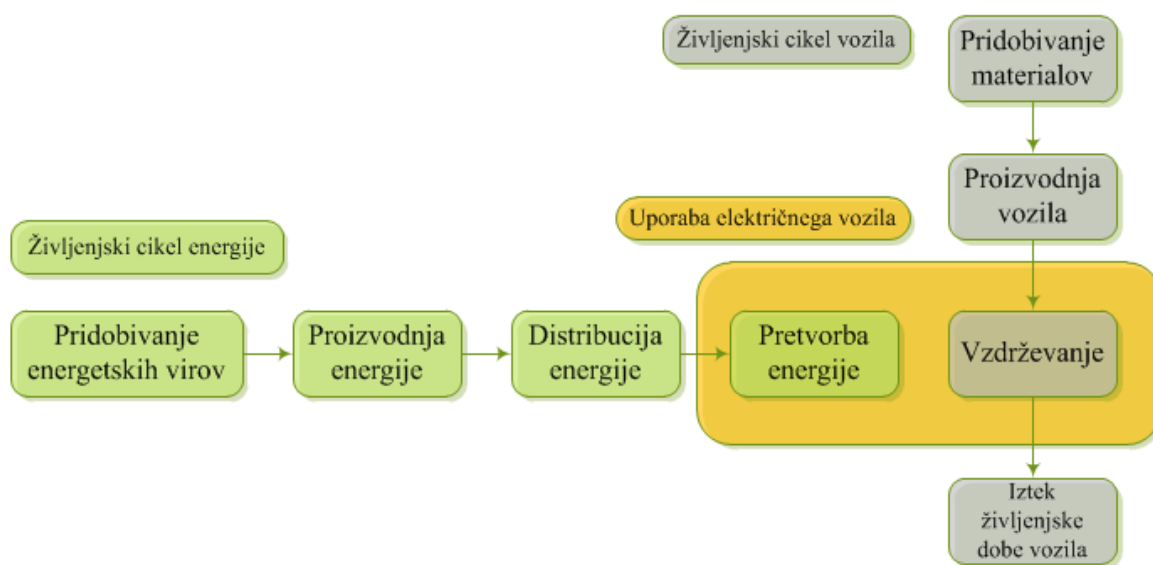 Življenjski cikel vozila
Pridobivanje
materialov
Proizvodnja
vozila
Uporaba električnega vozila
Življenjski cikel energije
Pridobivanje
energetskih virov
Proizvodnja
energije
Distribucija
energije
Pretvorba
energije
Vzdrževanje
Iztek
življenjske
dobe vozila